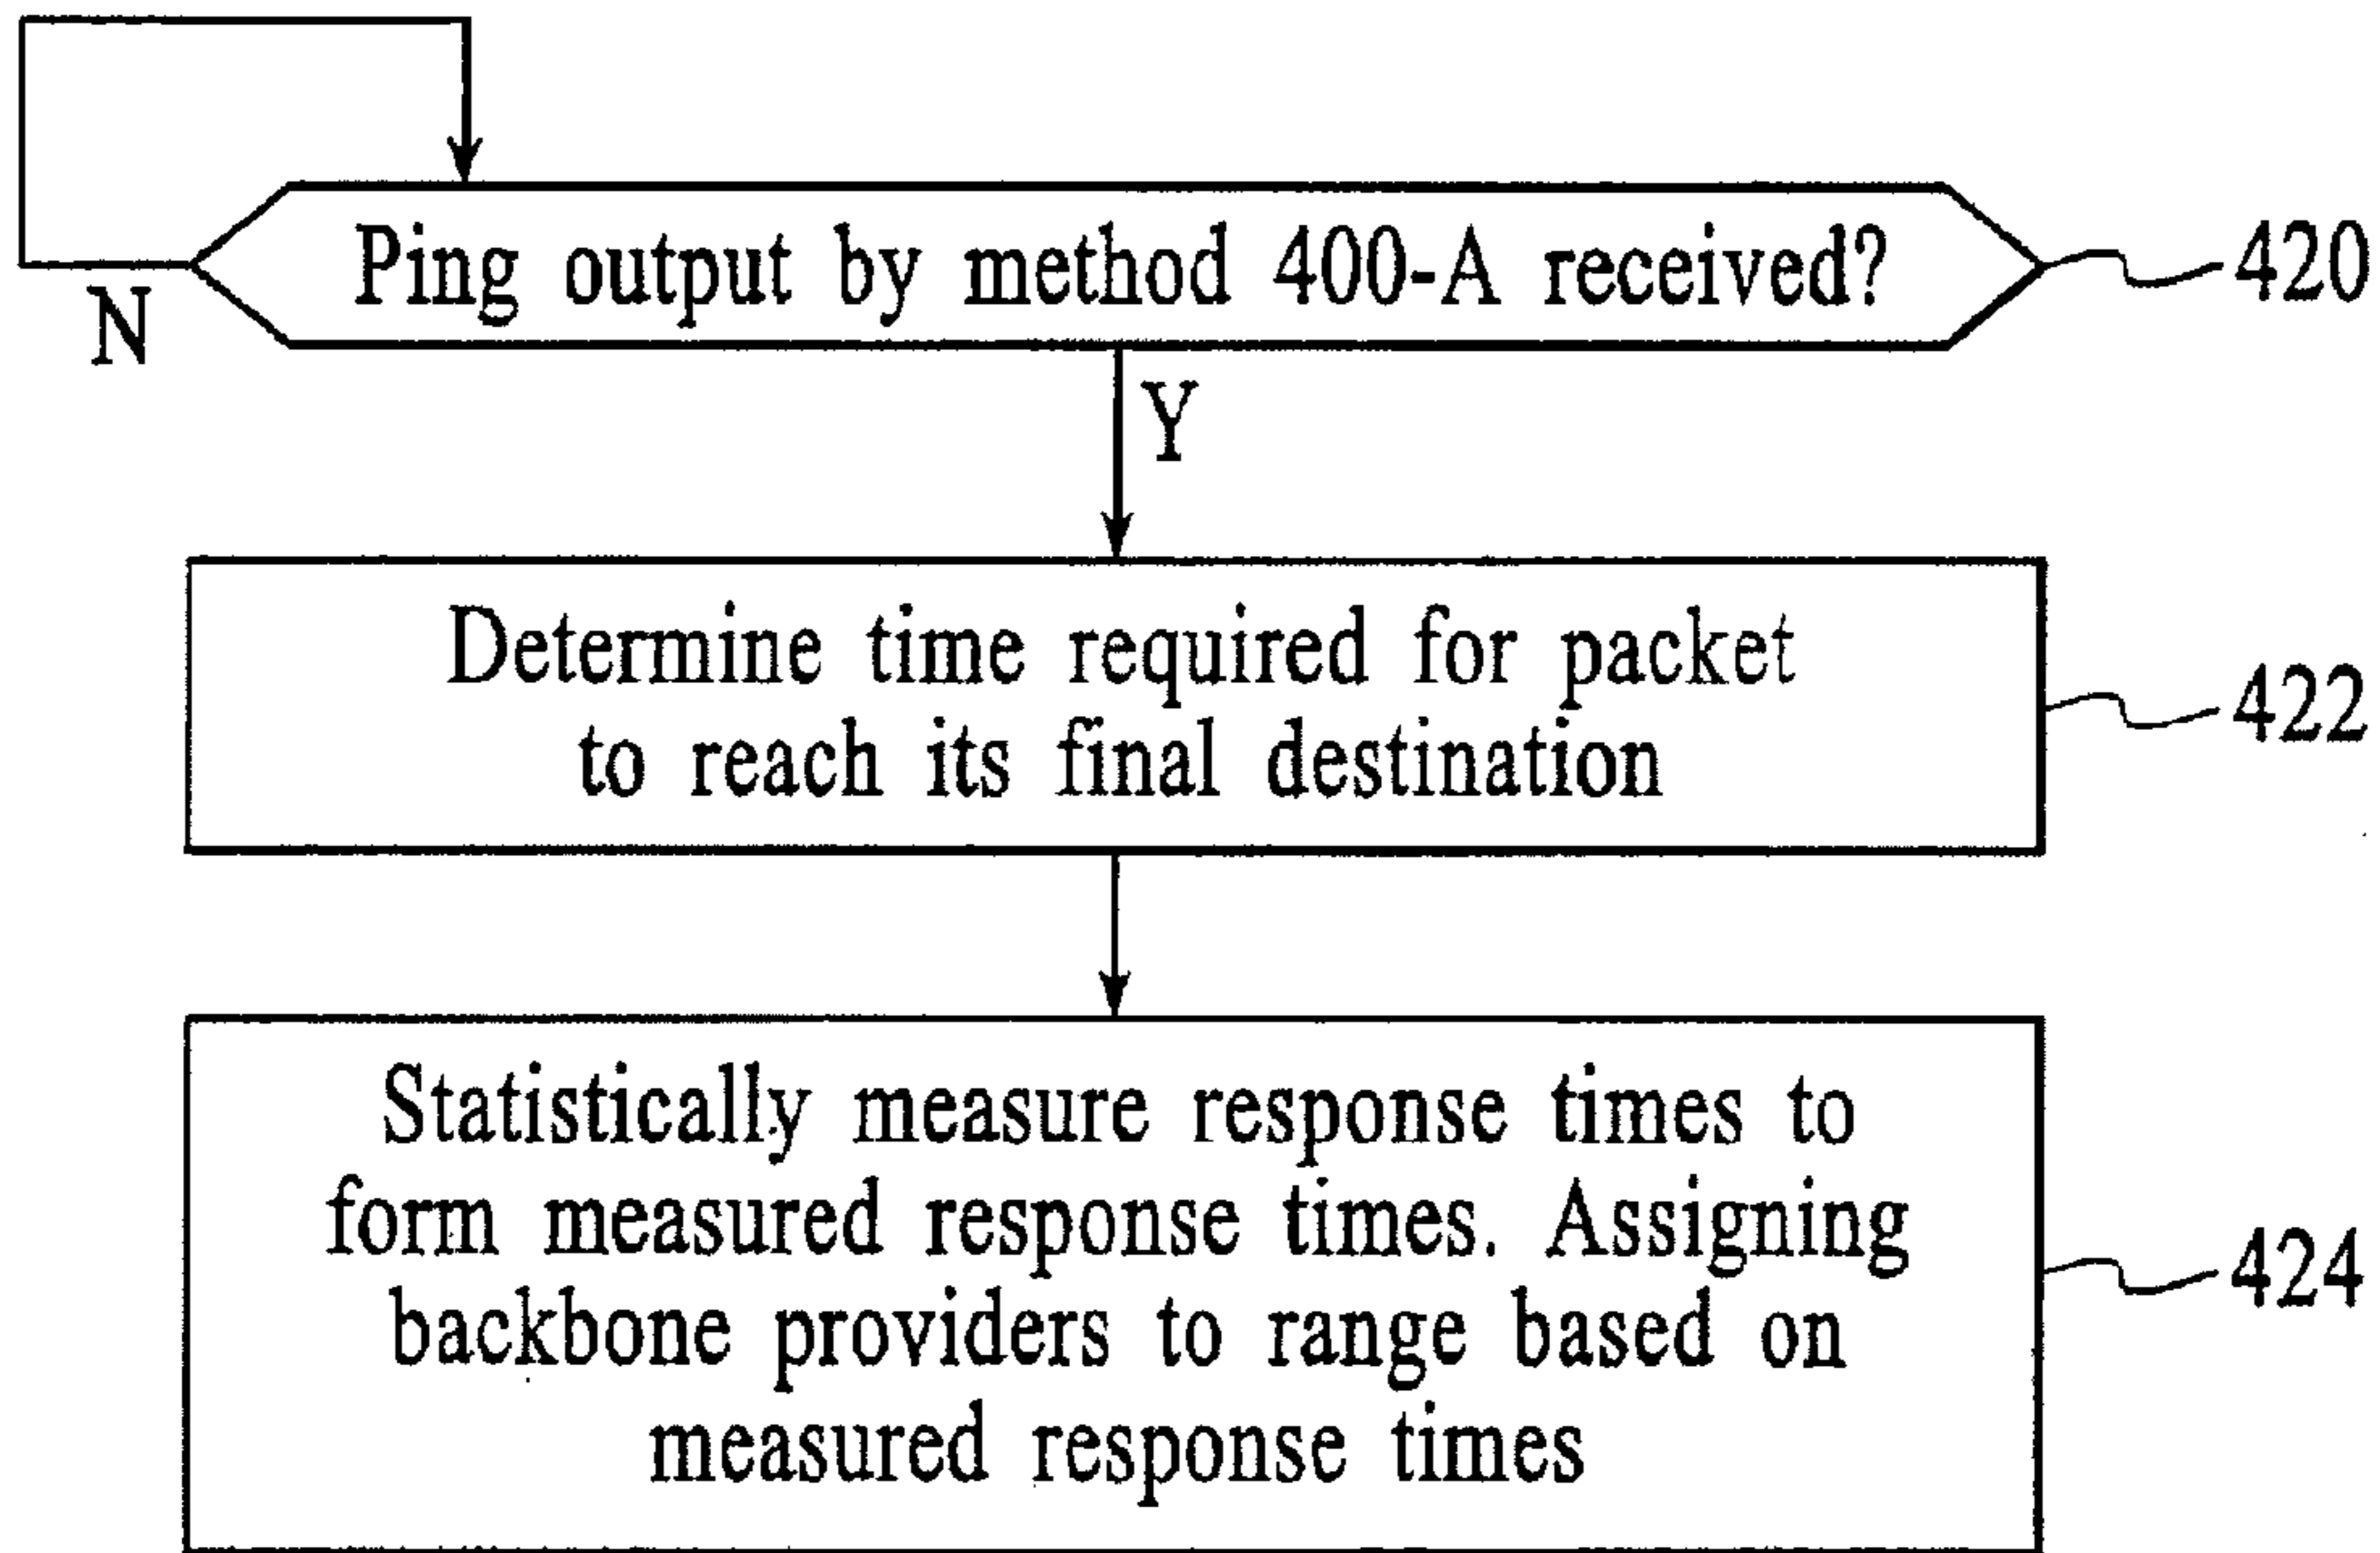 Ping output by method 400-A received?
420
N
Y
Determine time required for packet
to reach its final destination
422
Statistically measure response times to
form measured response times. Assigning
backbone providers to range based on
measured response times
424